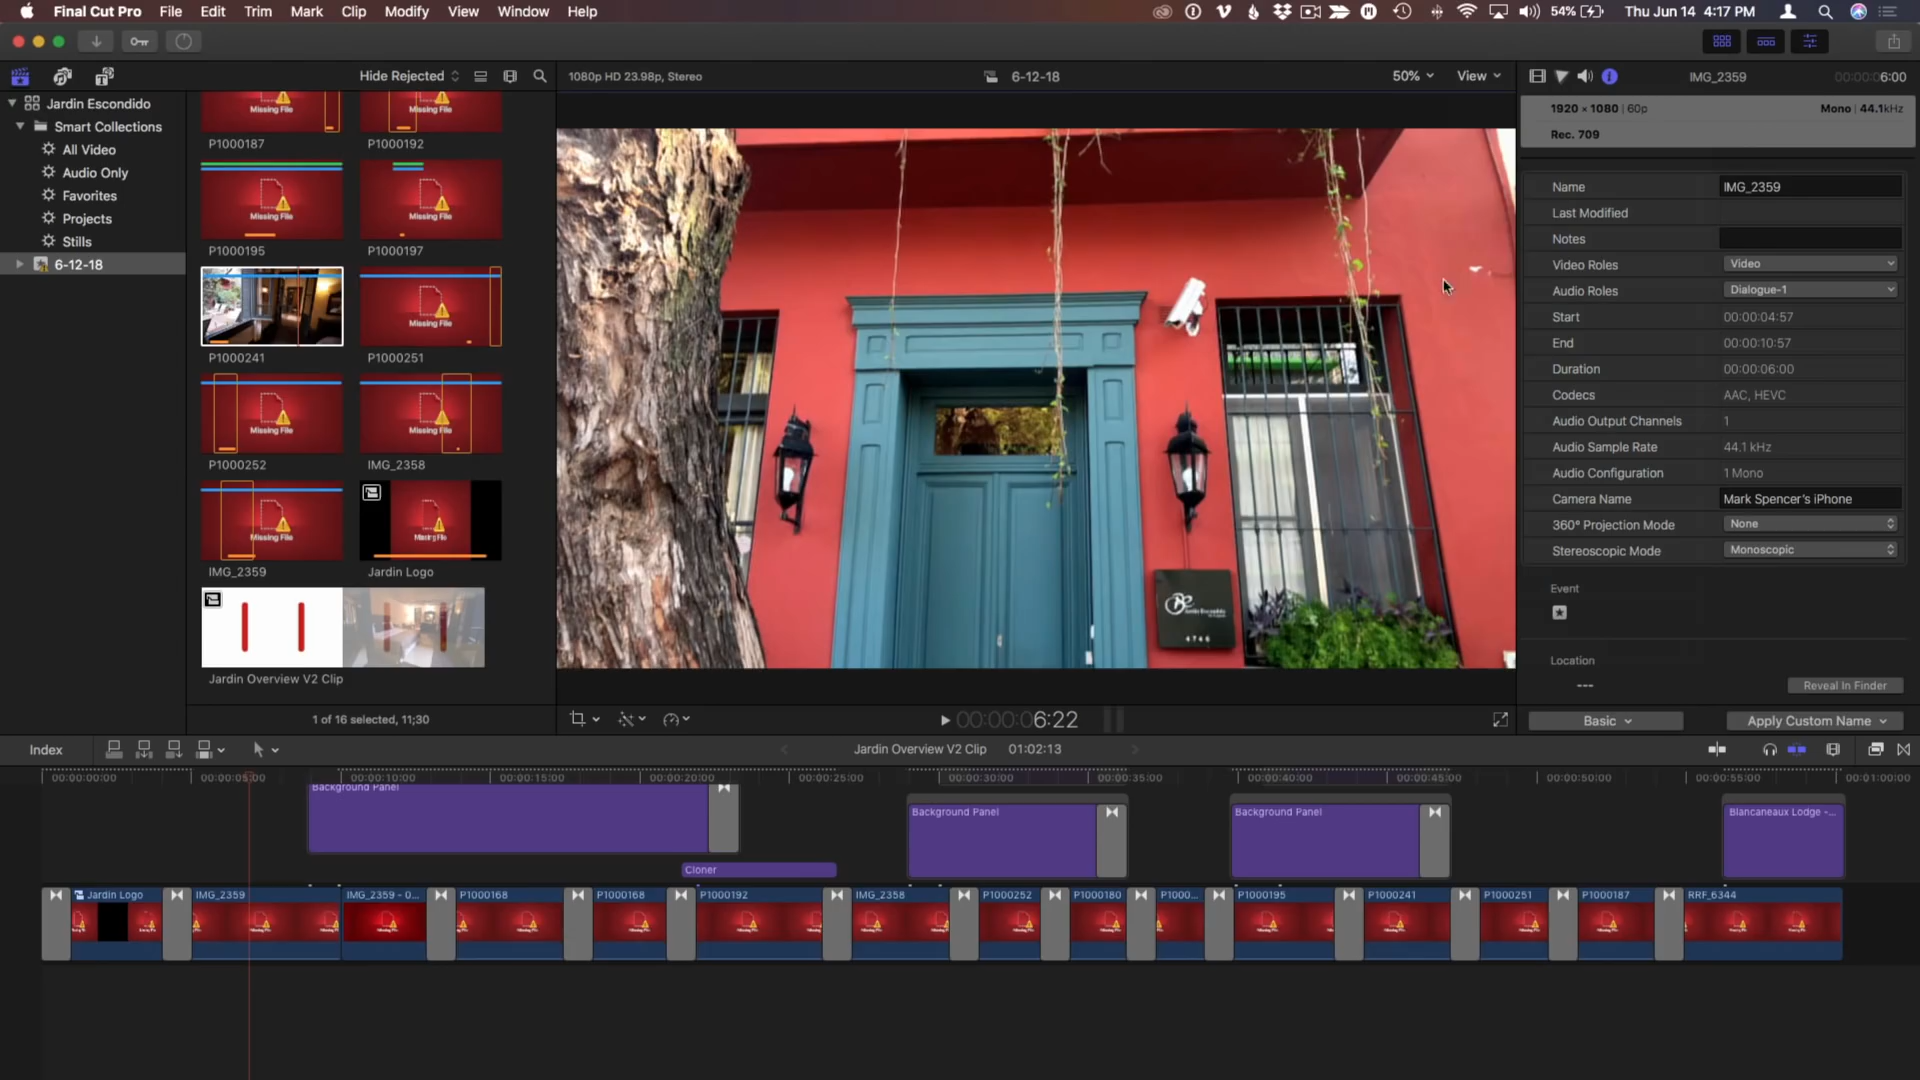 Final Cut Pro File Edit Trim Mark Clip Modify View Window Help
54% Thu Jun 14 4:17 PM
Hide Rejected
1080p HD 23.98p, Stereo
6-12-18
50% View
IMG_2359
00:00:06:00
1920 × 1080 | 60p
Mono | 44.1kHz
Rec. 709
Jardin Escondido
Smart Collections
All Video
Audio Only
Favorites
Projects
Stills
6-12-18
Missing File
Missing File
P1000187
P1000192
Missing File
Missing File
P1000195
P1000197
Missing File
P1000241
P1000251
Missing File
Missing File
P1000252
IMG_2358
Missing File
Missing File
IMG_2359
Jardin Logo
Jardin Overview V2 Clip
1 of 16 selected, 11;30
Jardin Escondido
4746
Name IMG_2359
Last Modified
Notes
Video Roles Video
Audio Roles Dialogue-1
Start 00:00:04:57
End 00:00:10:57
Duration 00:00:06:00
Codecs AAC, HEVC
Audio Output Channels 1
Audio Sample Rate 44.1 kHz
Audio Configuration 1 Mono
Camera Name Mark Spencer's iPhone
360° Projection Mode None
Stereoscopic Mode Monoscopic
Event
Location
---
Reveal In Finder
00:00:00:06:22
Basic
Apply Custom Name
Index
Jardin Overview V2 Clip 01:02:13
00:00:00:00 00:00:05:00 00:00:10:00 00:00:15:00 00:00:20:00 00:00:25:00 00:00:30:00 00:00:35:00 00:00:40:00 00:00:45:00 00:00:50:00 00:00:55:00 00:01:00:00
Background Panel
Background Panel
Background Panel
Blancaneaux Lodge -...
Cloner
Jardin Logo IMG_2359 IMG_2359 - 0... P1000168 P1000168 P1000192 IMG_2358 P1000252 P1000180 P1000... P1000195 P1000241 P1000251 P1000187 RRF_6344